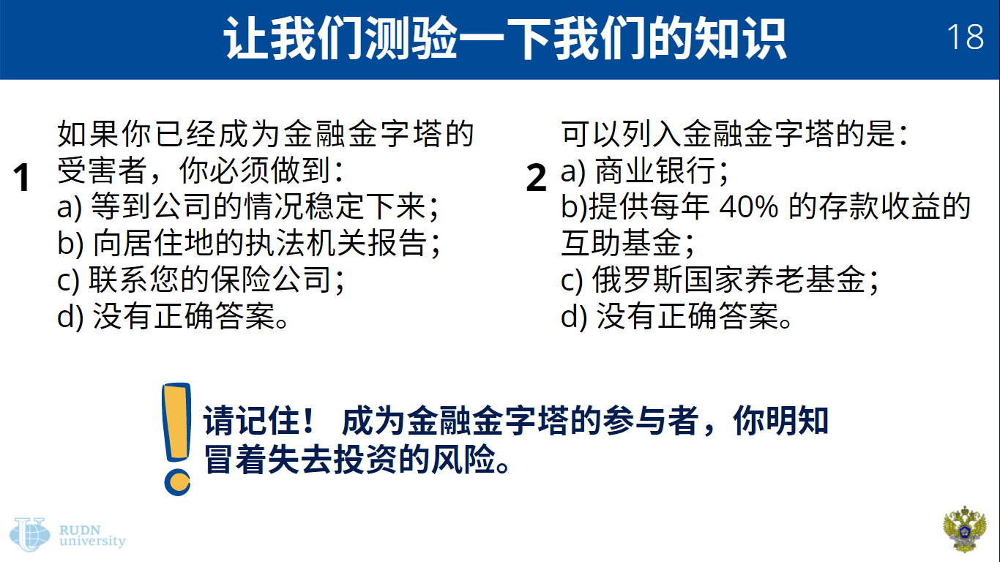 让我们测验一下我们的知识
18
1
如果你已经成为金融金字塔的
受害者，你必须做到：
a) 等到公司的情况稳定下来；
b) 向居住地的执法机关报告；
c) 联系您的保险公司；
d) 没有正确答案。
2
可以列入金融金字塔的是：
a) 商业银行；
b)提供每年 40% 的存款收益的
互助基金；
c) 俄罗斯国家养老基金；
d) 没有正确答案。
请记住！ 成为金融金字塔的参与者，你明知
冒着失去投资的风险。
RUDN
university